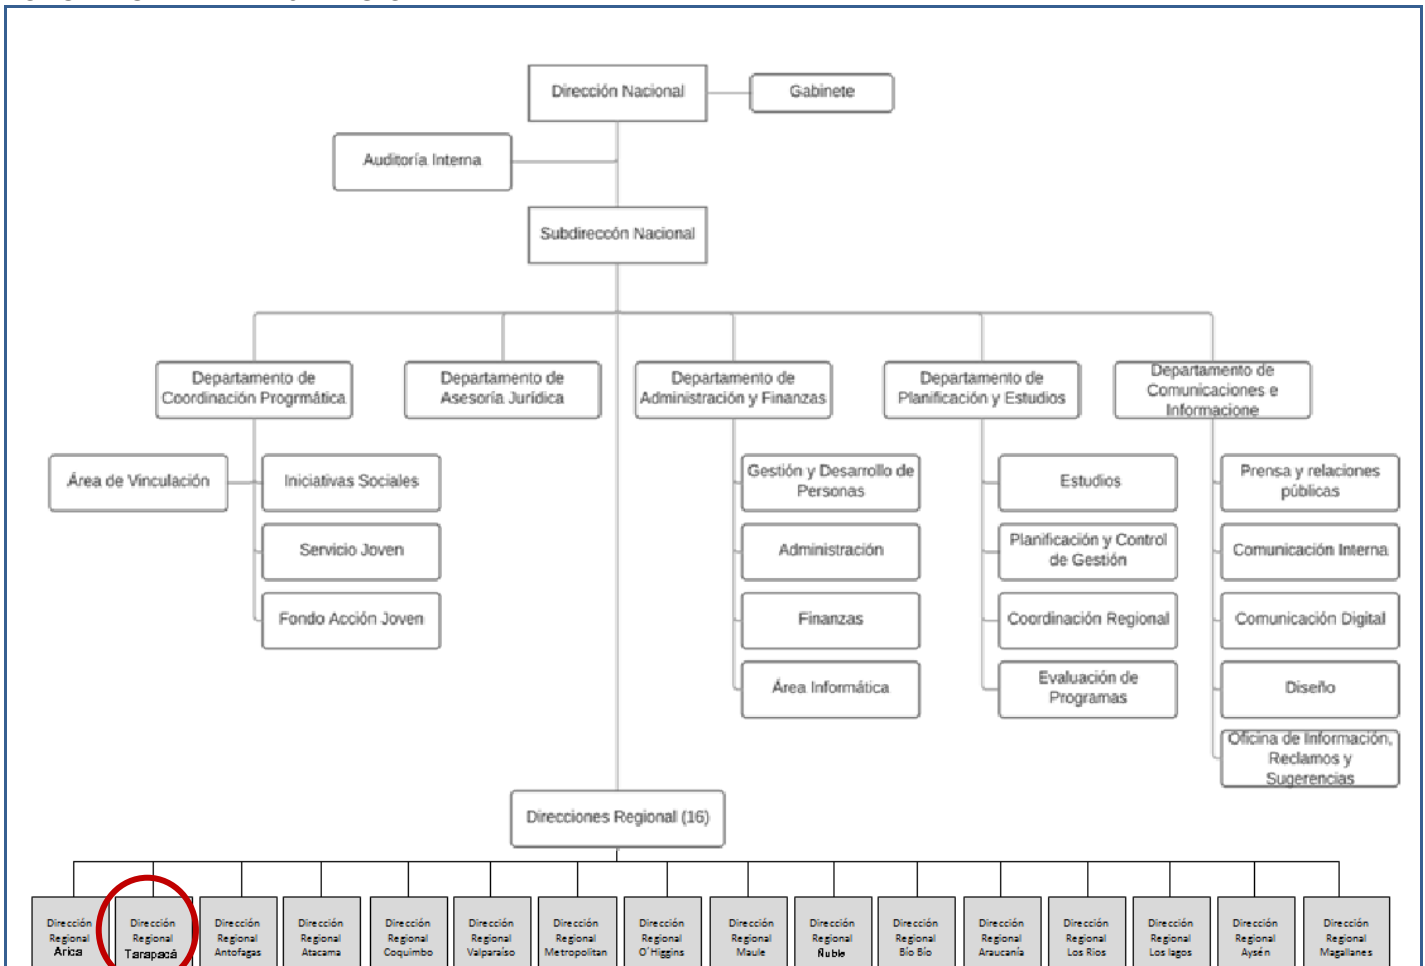 Dirección Nacional
Gabinete
Auditoría Interna
Subdireccón Nacional
Departamento de
Coordinación Progrmática
Departamento de
Asesoría Jurídica
Departamento de
Administración y Finanzas
Departamento de
Planificación y Estudios
Departamento de
Comunicaciones e
Informacione
Área de Vinculación
Iniciativas Sociales
Servicio Joven
Fondo Acción Joven
Gestión y Desarrollo de
Personas
Administración
Finanzas
Área Informática
Estudios
Planificación y Control
de Gestión
Coordinación Regional
Evaluación de
Programas
Prensa y relaciones
públicas
Comunicación Interna
Comunicación Digital
Diseño
Oficina de Información,
Reclamos y
Sugerencias
Direcciones Regional (16)
Dirección
Regional
Arica
Dirección
Regional
Tarapacá
Dirección
Regional
Antofagas
Dirección
Regional
Atacama
Dirección
Regional
Coquimbo
Dirección
Regional
Valparaíso
Dirección
Regional
Metropolitan
Dirección
Regional
O´Higgins
Dirección
Regional
Maule
Dirección
Regional
Ñuble
Dirección
Regional
Bío Bío
Dirección
Regional
Araucanía
Dirección
Regional
Los Ríos
Dirección
Regional
Los lagos
Dirección
Regional
Aysén
Dirección
Regional
Magallanes